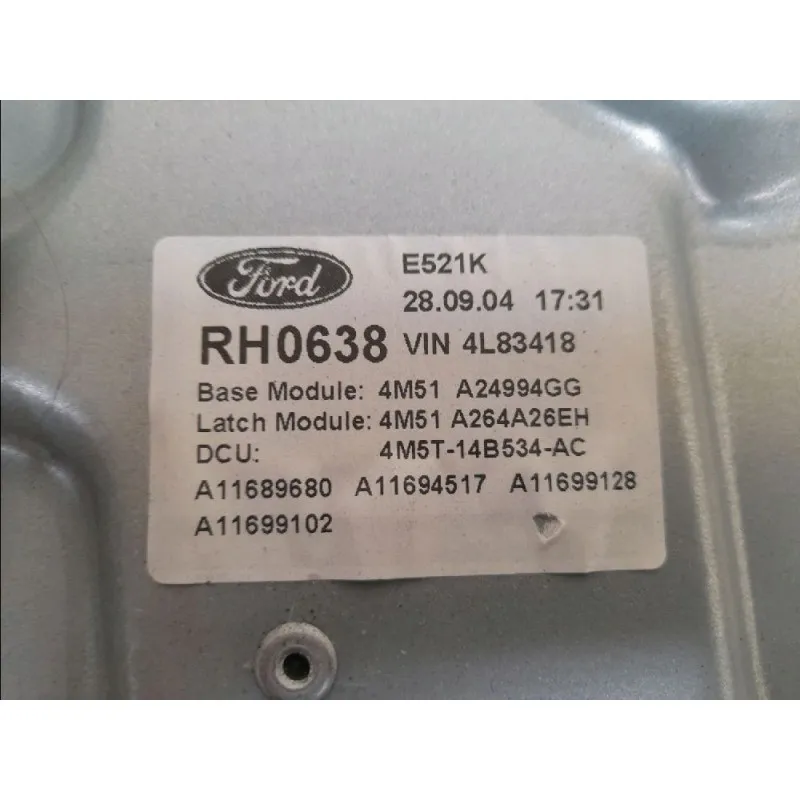 Ford
E521K
28.09.04 17:31
RH0638 VIN 4L83418
Base Module: 4M51 A24994GG
Latch Module: 4M51 A264A26EH
DCU: 4M5T-14B534-AC
A11689680 A11694517 A11699128
A11699102